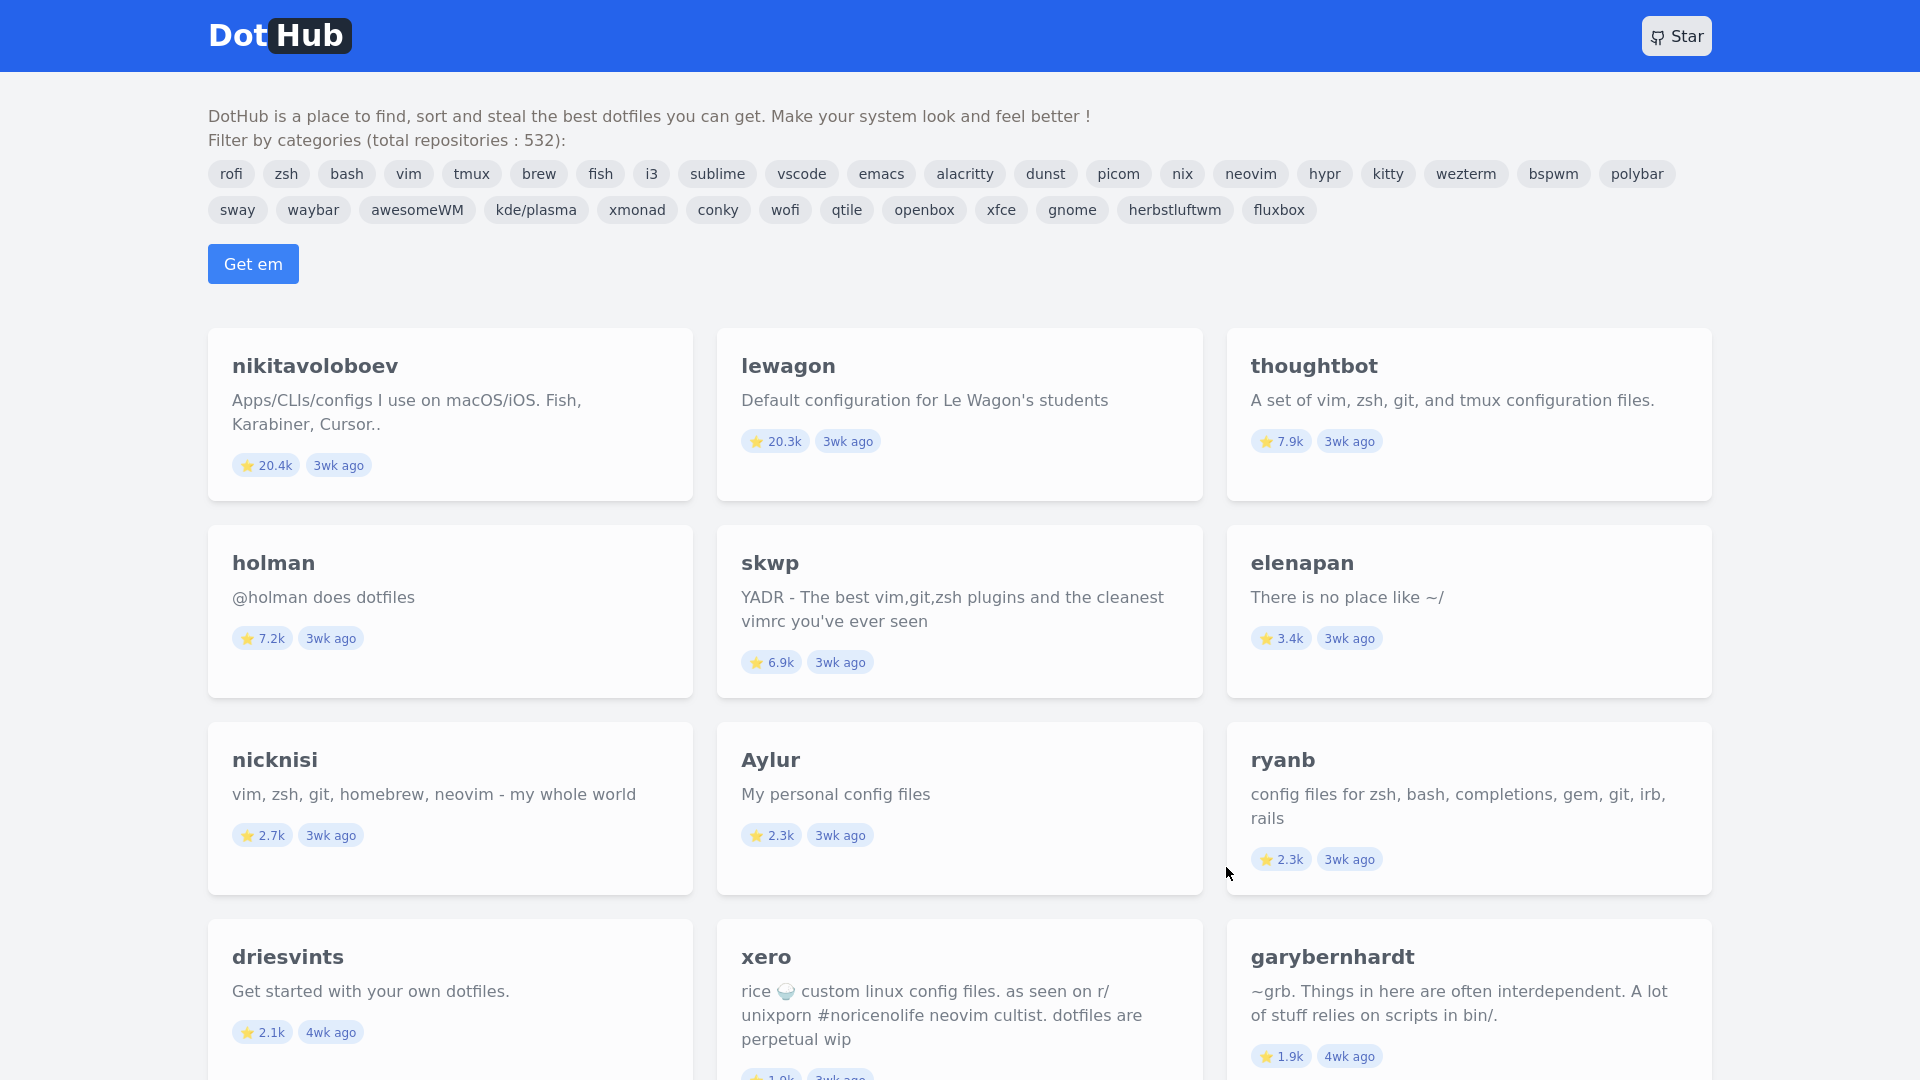 DotHub
Star
DotHub is a place to find, sort and steal the best dotfiles you can get. Make your system look and feel better !
Filter by categories (total repositories : 532):
rofi zsh bash vim tmux brew fish i3 sublime vscode emacs alacritty dunst picom nix neovim hypr kitty wezterm bspwm polybar
sway waybar awesomeWM kde/plasma xmonad conky wofi qtile openbox xfce gnome herbstluftwm fluxbox
Get em
nikitavoloboev
Apps/CLIs/configs I use on macOS/iOS. Fish,
Karabiner, Cursor..
⭐ 20.4k 3wk ago
lewagon
Default configuration for Le Wagon's students
⭐ 20.3k 3wk ago
thoughtbot
A set of vim, zsh, git, and tmux configuration files.
⭐ 7.9k 3wk ago
holman
@holman does dotfiles
⭐ 7.2k 3wk ago
skwp
YADR - The best vim,git,zsh plugins and the cleanest
vimrc you've ever seen
⭐ 6.9k 3wk ago
elenapan
There is no place like ~/
⭐ 3.4k 3wk ago
nicknisi
vim, zsh, git, homebrew, neovim - my whole world
⭐ 2.7k 3wk ago
Aylur
My personal config files
⭐ 2.3k 3wk ago
ryanb
config files for zsh, bash, completions, gem, git, irb,
rails
⭐ 2.3k 3wk ago
driesvints
Get started with your own dotfiles.
⭐ 2.1k 4wk ago
xero
rice 🍚 custom linux config files. as seen on r/
unixporn #noricenolife neovim cultist. dotfiles are
perpetual wip
⭐ 1.9k 3wk ago
garybernhardt
~grb. Things in here are often interdependent. A lot
of stuff relies on scripts in bin/.
⭐ 1.9k 4wk ago